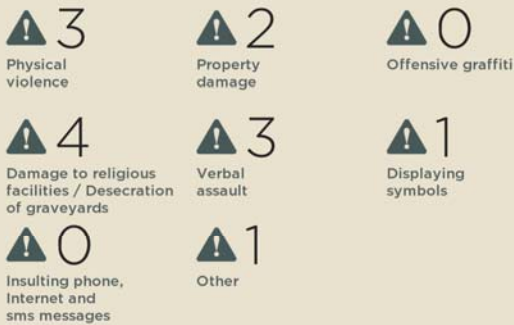 3
Physical
violence
2
Property
damage
0
Offensive graffiti
4
Damage to religious
facilities / Desecration
of graveyards
3
Verbal
assault
1
Displaying
symbols
0
Insulting phone,
Internet and
sms messages
1
Other